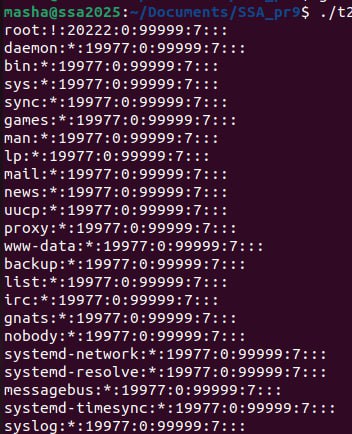 masha@ssa2025:~/Documents/SSA_pr9$ ./t2
root:!:20222:0:99999:7:::
daemon:*:19977:0:99999:7:::
bin:*:19977:0:99999:7:::
sys:*:19977:0:99999:7:::
sync:*:19977:0:99999:7:::
games:*:19977:0:99999:7:::
man:*:19977:0:99999:7:::
lp:*:19977:0:99999:7:::
mail:*:19977:0:99999:7:::
news:*:19977:0:99999:7:::
uucp:*:19977:0:99999:7:::
proxy:*:19977:0:99999:7:::
www-data:*:19977:0:99999:7:::
backup:*:19977:0:99999:7:::
list:*:19977:0:99999:7:::
irc:*:19977:0:99999:7:::
gnats:*:19977:0:99999:7:::
nobody:*:19977:0:99999:7:::
systemd-network:*:19977:0:99999:7:::
systemd-resolve:*:19977:0:99999:7:::
messagebus:*:19977:0:99999:7:::
systemd-timesync:*:19977:0:99999:7:::
syslog:*:19977:0:99999:7:::